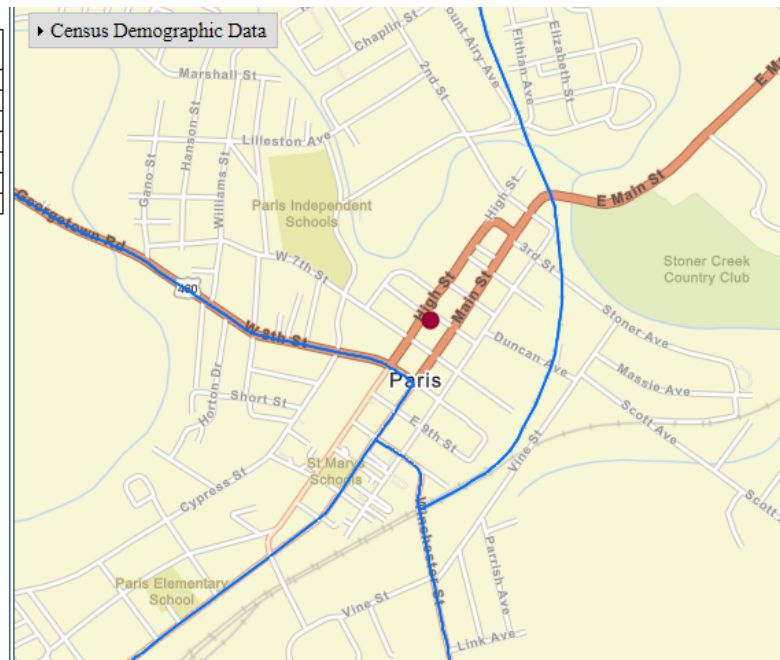 Census Demographic Data
Chaplin St
Mount Airy Ave
Fithian Ave
Elizabeth St
E Ma
Marshall St
2nd St
Hanson St
Lilleston Ave
Gano St
Williams St
High St
E Main St
Paris Independent
Schools
Georgetown Rd
W 7th St
3rd St
Stoner Creek
Country Club
460
High St
Main St
Stoner Ave
W 8th St
Duncan Ave
Massie Ave
Paris
Horton Dr
Short St
Scott Ave
E 9th St
Vine St
St Marys
Schools
Cypress St
Scott
Winchester St
Parrish Ave
Paris Elementary
School
Vine St
Link Ave